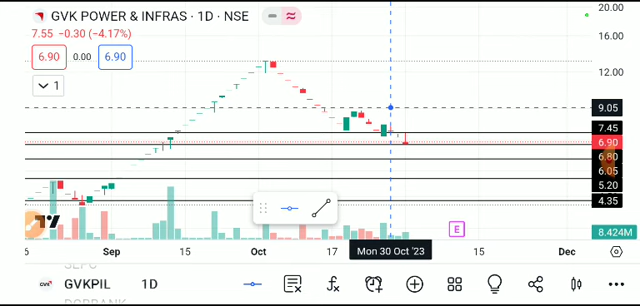 GVK POWER & INFRAS · 1D · NSE
7.55 −0.30 (−4.17%)
6.90 0.00 6.90
1
20.00
16.00
12.00
9.05
7.45
6.90
6.80
6.05
5.20
4.35
8.424M
E
Sep 15 Oct 17 Mon 30 Oct '23 15 Dec
GVKPIL 1D